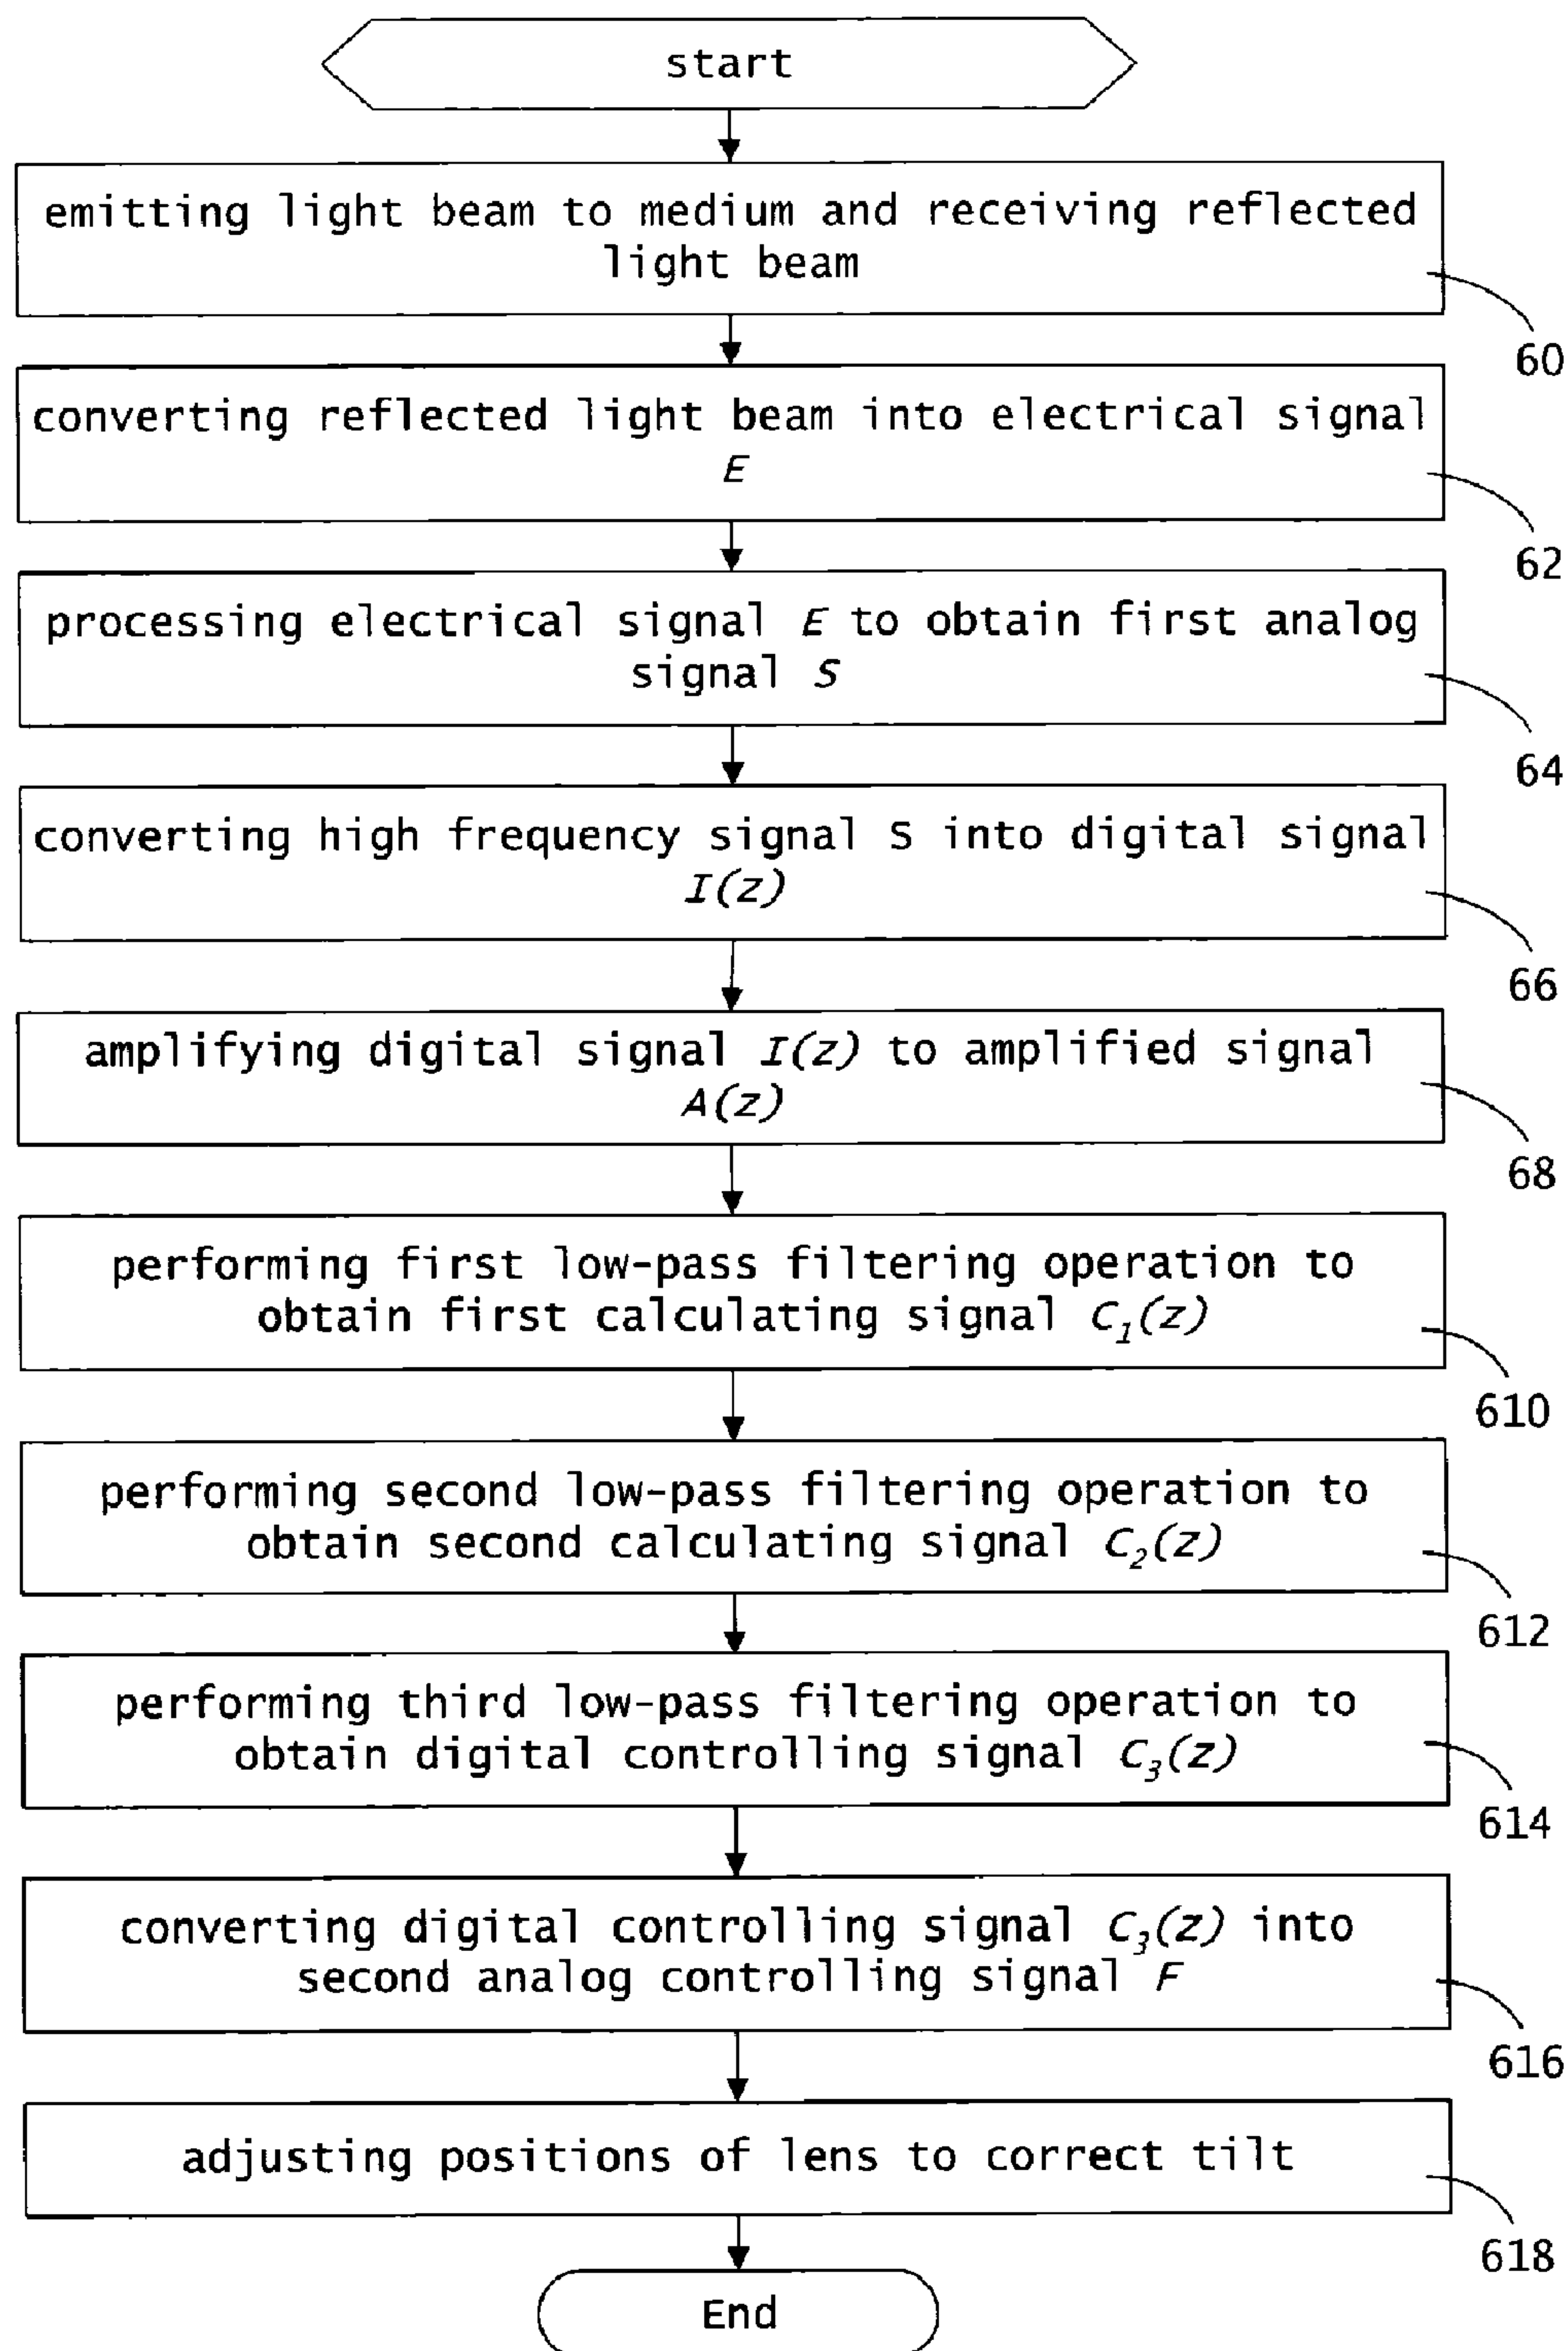 start
emitting light beam to medium and receiving reflected
light beam
60
converting reflected light beam into electrical signal
E
62
processing electrical signal E to obtain first analog
signal S
64
converting high frequency signal S into digital signal
I(z)
66
amplifying digital signal I(z) to amplified signal
A(z)
68
performing first low-pass filtering operation to
obtain first calculating signal C₁(z)
610
performing second low-pass filtering operation to
obtain second calculating signal C₂(z)
612
performing third low-pass filtering operation to
obtain digital controlling signal C₃(z)
614
converting digital controlling signal C₃(z) into
second analog controlling signal F
616
adjusting positions of lens to correct tilt
618
End